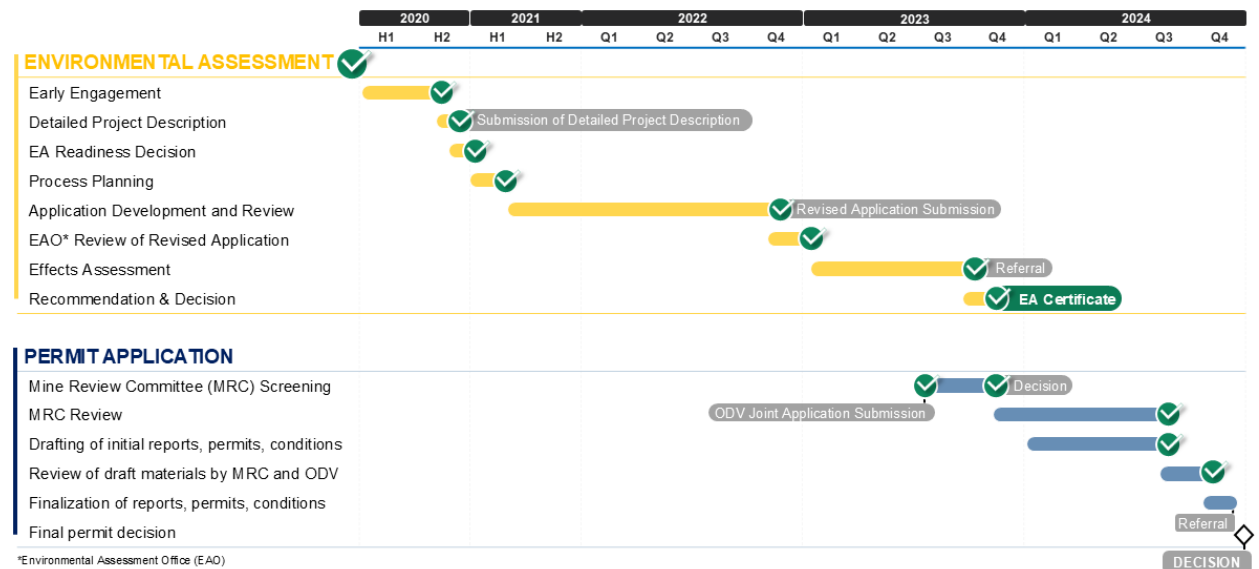 2020 2021 2022 2023 2024
H1 H2 H1 H2 Q1 Q2 Q3 Q4 Q1 Q2 Q3 Q4 Q1 Q2 Q3 Q4
ENVIRONMENTAL ASSESSMENT
Early Engagement
Detailed Project Description Submission of Detailed Project Description
EA Readiness Decision
Process Planning
Application Development and Review Revised Application Submission
EAO* Review of Revised Application
Effects Assessment Referral
Recommendation & Decision EA Certificate
PERMIT APPLICATION
Mine Review Committee (MRC) Screening Decision
MRC Review ODV Joint Application Submission
Drafting of initial reports, permits, conditions
Review of draft materials by MRC and ODV
Finalization of reports, permits, conditions
Referral
Final permit decision
*Environmental Assessment Office (EAO) DECISION